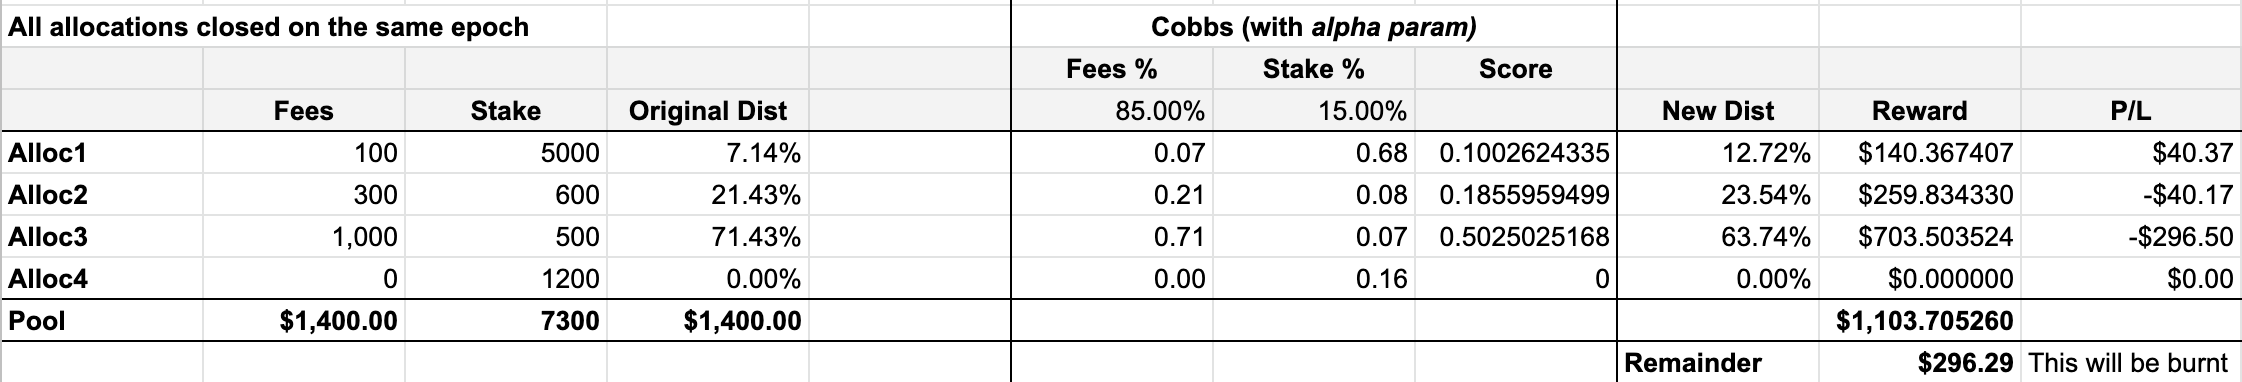 All allocations closed on the same epoch Cobbs (with alpha param)
Fees % Stake % Score
Fees Stake Original Dist 85.00% 15.00% New Dist Reward P/L
Alloc1 100 5000 7.14% 0.07 0.68 0.1002624335 12.72% $140.367407 $40.37
Alloc2 300 600 21.43% 0.21 0.08 0.1855959499 23.54% $259.834330 -$40.17
Alloc3 1,000 500 71.43% 0.71 0.07 0.5025025168 63.74% $703.503524 -$296.50
Alloc4 0 1200 0.00% 0.00 0.16 0 0.00% $0.000000 $0.00
Pool $1,400.00 7300 $1,400.00 $1,103.705260
Remainder $296.29 This will be burnt